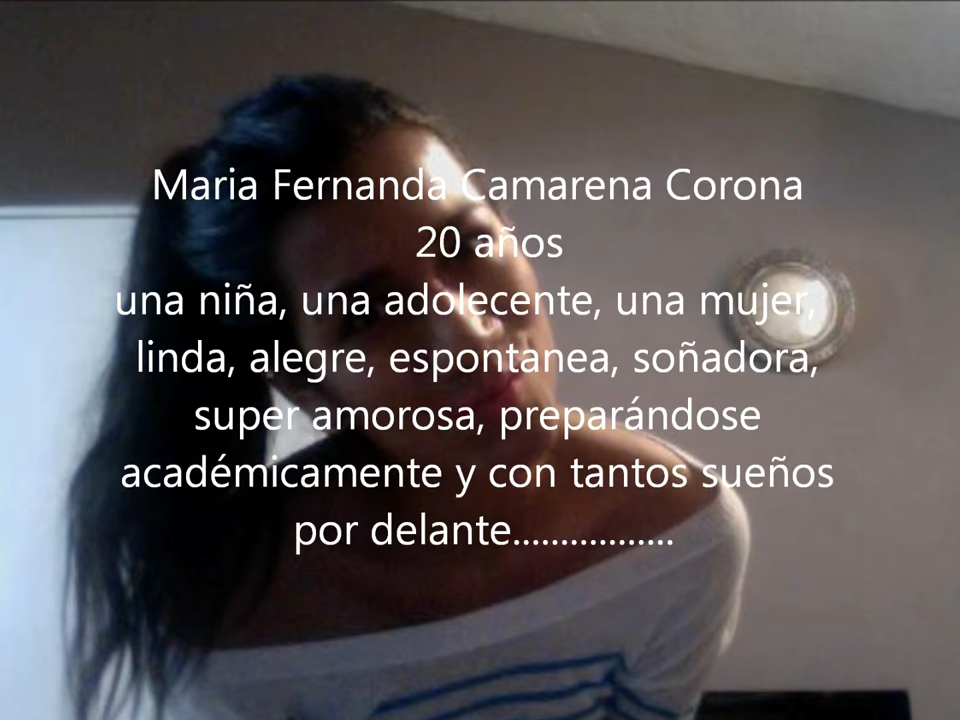 Maria Fernanda Camarena Corona
20 años
una niña, una adolecente, una mujer,
linda, alegre, espontanea, soñadora,
super amorosa, preparándose
académicamente y con tantos sueños
por delante.................